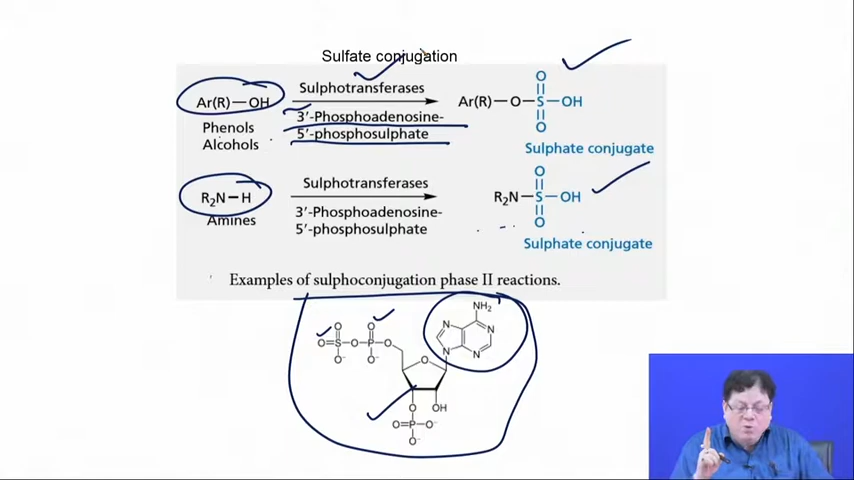 Sulfate conjugation
Ar(R)—OH
Sulphotransferases
3′-Phosphoadenosine-
5′-phosphosulphate
Ar(R)—O—S—OH
O
O
Phenols
Alcohols
Sulphate conjugate
R₂N—H
Sulphotransferases
3′-Phosphoadenosine-
5′-phosphosulphate
R₂N—S—OH
O
O
Amines
Sulphate conjugate
Examples of sulphoconjugation phase II reactions.
NH₂
N
N
N
N
O
O
O=S—O—P—O
O⁻
O⁻
O
O
OH
O=P—O⁻
O⁻